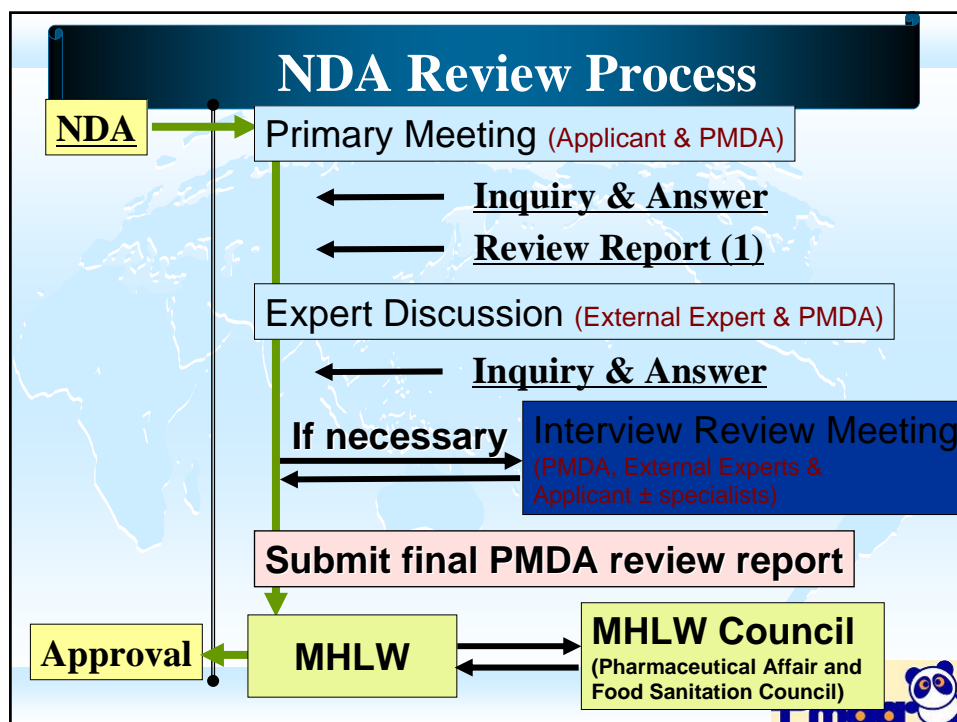 NDA Review Process
NDA
Primary Meeting (Applicant & PMDA)
Inquiry & Answer
Review Report (1)
Expert Discussion (External Expert & PMDA)
Inquiry & Answer
If necessary
Interview Review Meeting
(PMDA, External Experts &
Applicant ± specialists)
Submit final PMDA review report
Approval
MHLW
MHLW Council
(Pharmaceutical Affair and
Food Sanitation Council)